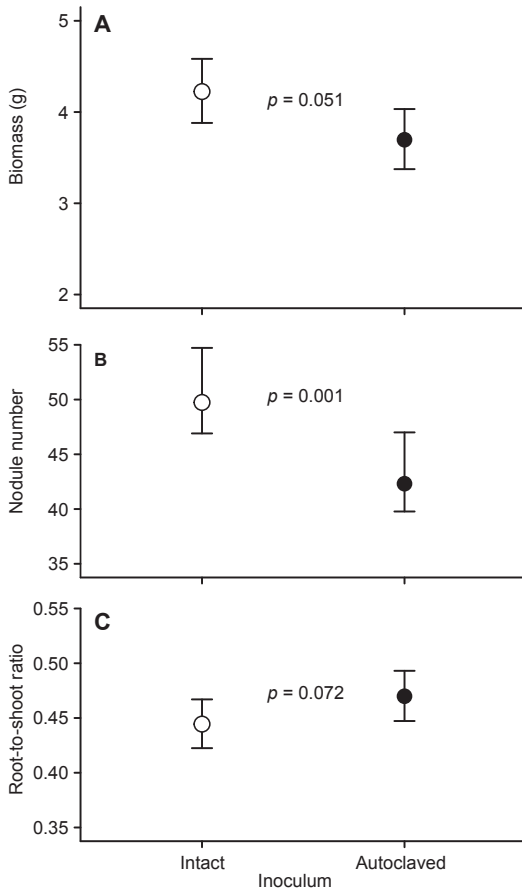 A
Biomass (g)
5
4
3
2
p = 0.051
B
Nodule number
55
50
45
40
35
p = 0.001
C
Root-to-shoot ratio
0.55
0.50
0.45
0.40
0.35
p = 0.072
Intact
Autoclaved
Inoculum